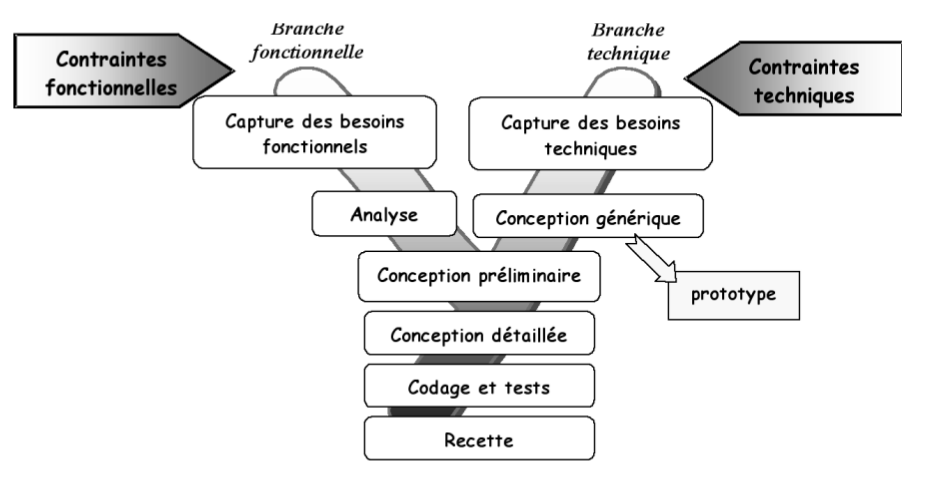 Branche
fonctionnelle
Branche
technique
Contraintes
fonctionnelles
Contraintes
techniques
Capture des besoins
fonctionnels
Capture des besoins
techniques
Analyse
Conception générique
Conception préliminaire
prototype
Conception détaillée
Codage et tests
Recette